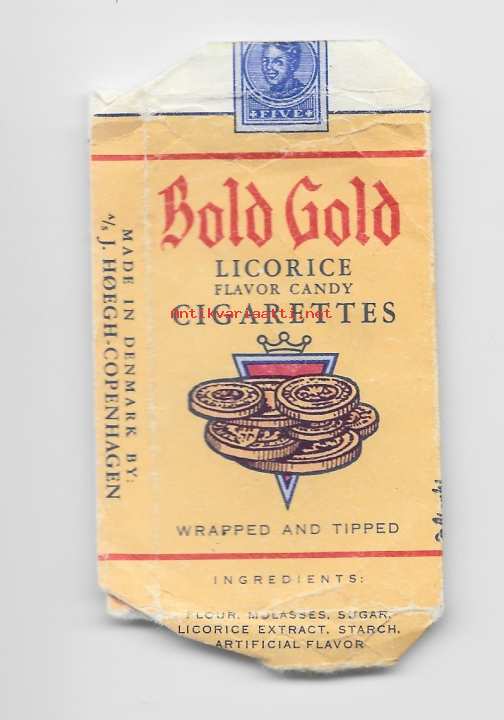 ★FIVE★
Bold Gold
LICORICE
FLAVOR CANDY
CIGARETTES
Antikvariaatti.net
WRAPPED AND TIPPED
INGREDIENTS:
FLOUR, MOLASSES, SUGAR,
LICORICE EXTRACT, STARCH,
ARTIFICIAL FLAVOR
MADE IN DENMARK BY:
A/S J. HØEGH-COPENHAGEN